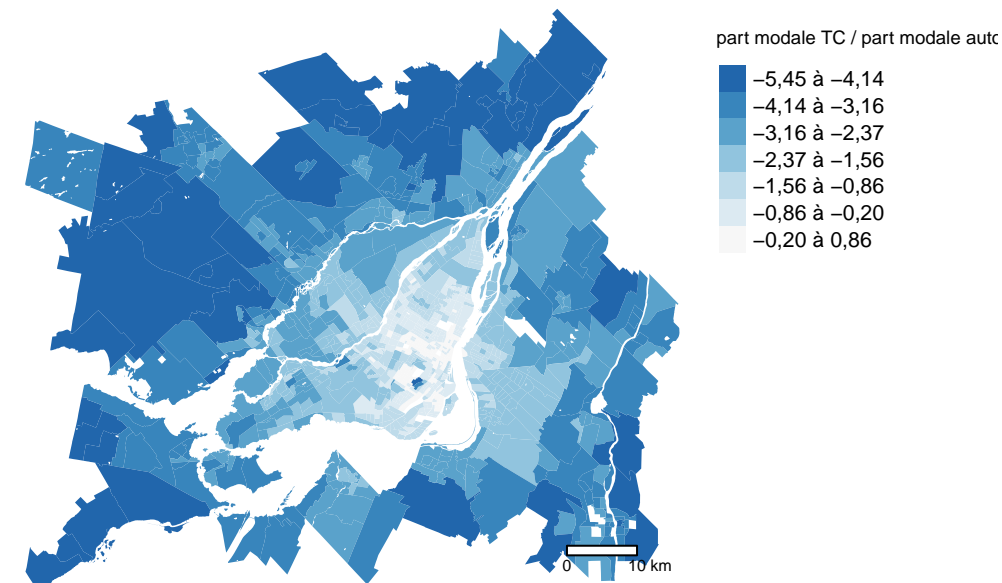 part modale TC / part modale auto
−5,45 à −4,14
−4,14 à −3,16
−3,16 à −2,37
−2,37 à −1,56
−1,56 à −0,86
−0,86 à −0,20
−0,20 à 0,86
0 10 km